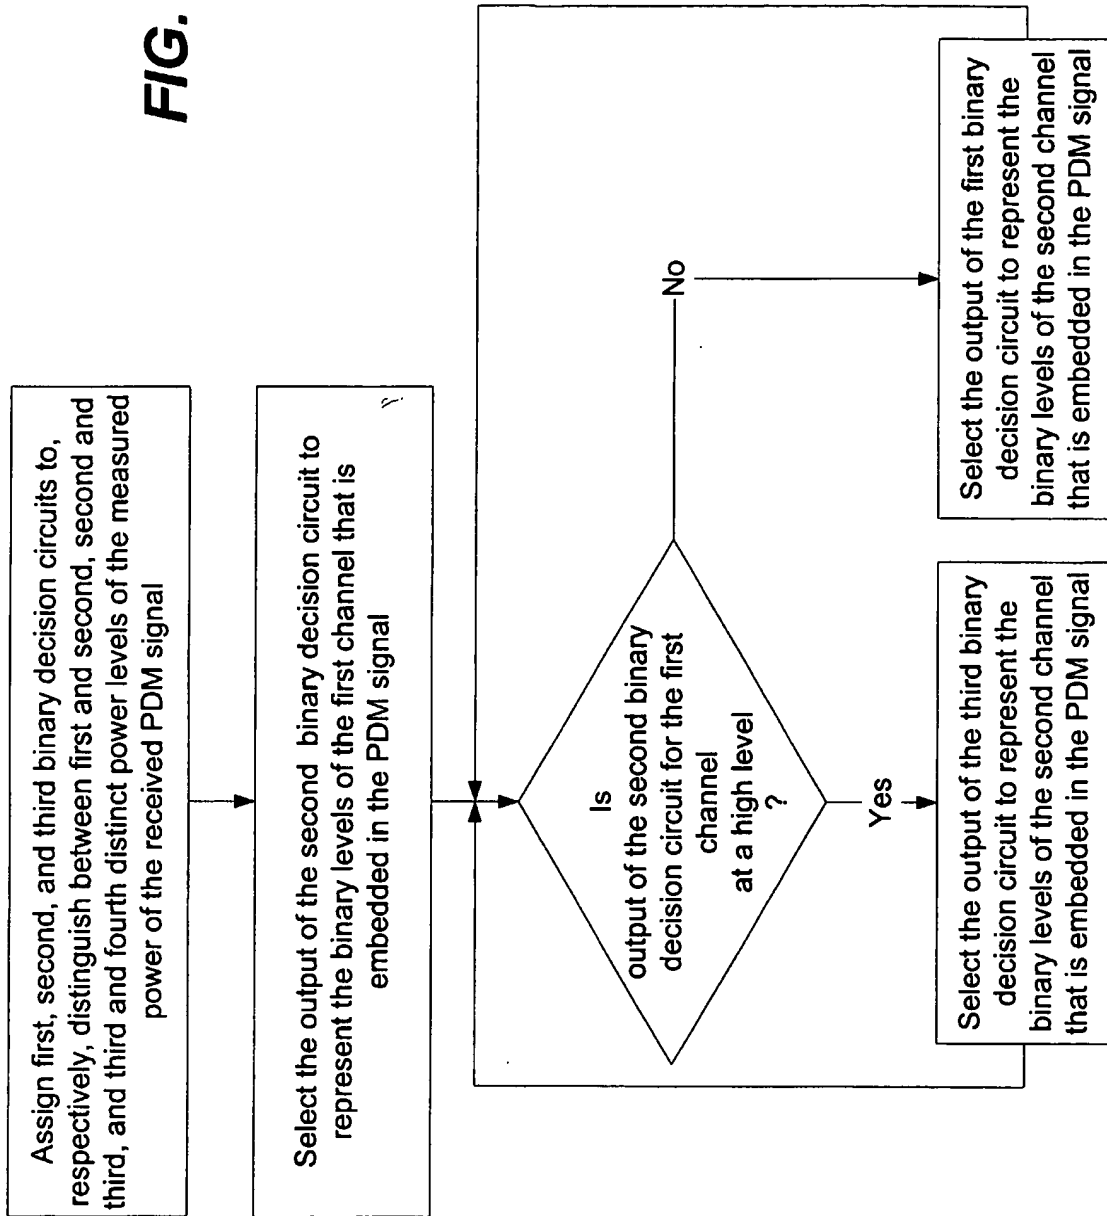 FIG.
Assign first, second, and third binary decision circuits to,
respectively, distinguish between first and second, second and
third, and third and fourth distinct power levels of the measured
power of the received PDM signal
Select the output of the second binary decision circuit to
represent the binary levels of the first channel that is
embedded in the PDM signal
Is
output of the second binary
decision circuit for the first
channel
at a high level
?
Yes
No
Select the output of the third binary
decision circuit to represent the
binary levels of the second channel
that is embedded in the PDM signal
Select the output of the first binary
decision circuit to represent the
binary levels of the second channel
that is embedded in the PDM signal